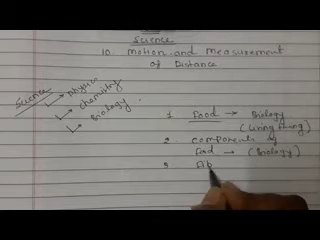 Science
10. Motion and Measurement
of Distance
Science
Physics
Chemistry
Biology
1. Food → Biology
(Living thing)
2. Components of
food → (Biology)
3. Fib